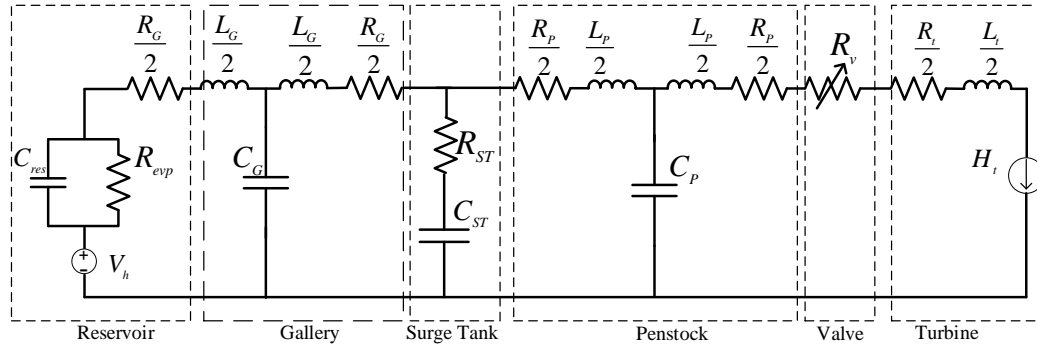 R_G/2 L_G/2 L_G/2 R_G/2 R_P/2 L_P/2 L_P/2 R_P/2 R_v R_t/2 L_t/2
C_res R_evp C_G R_ST C_P H_t
C_ST
+
- V_h
Reservoir Gallery Surge Tank Penstock Valve Turbine